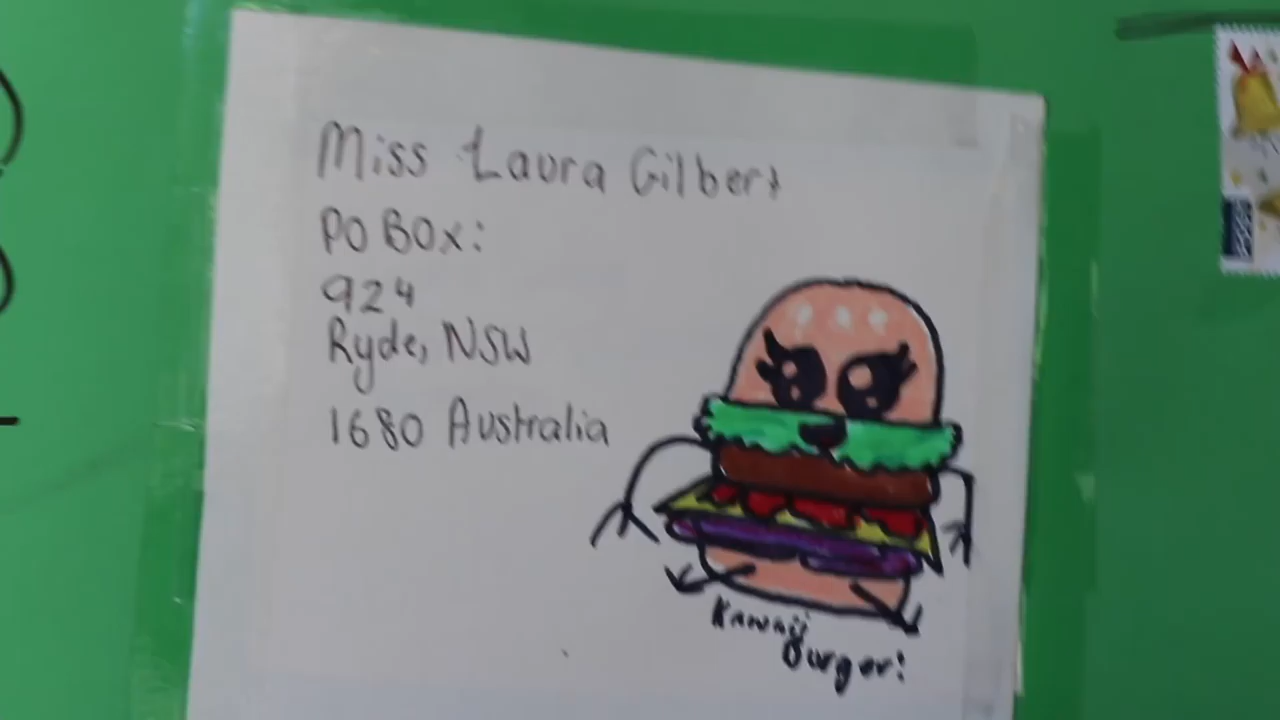 Miss Laura Gilbert
PO BOX:
924
Ryde, NSW
1680 Australia
Kawaii
Burger!